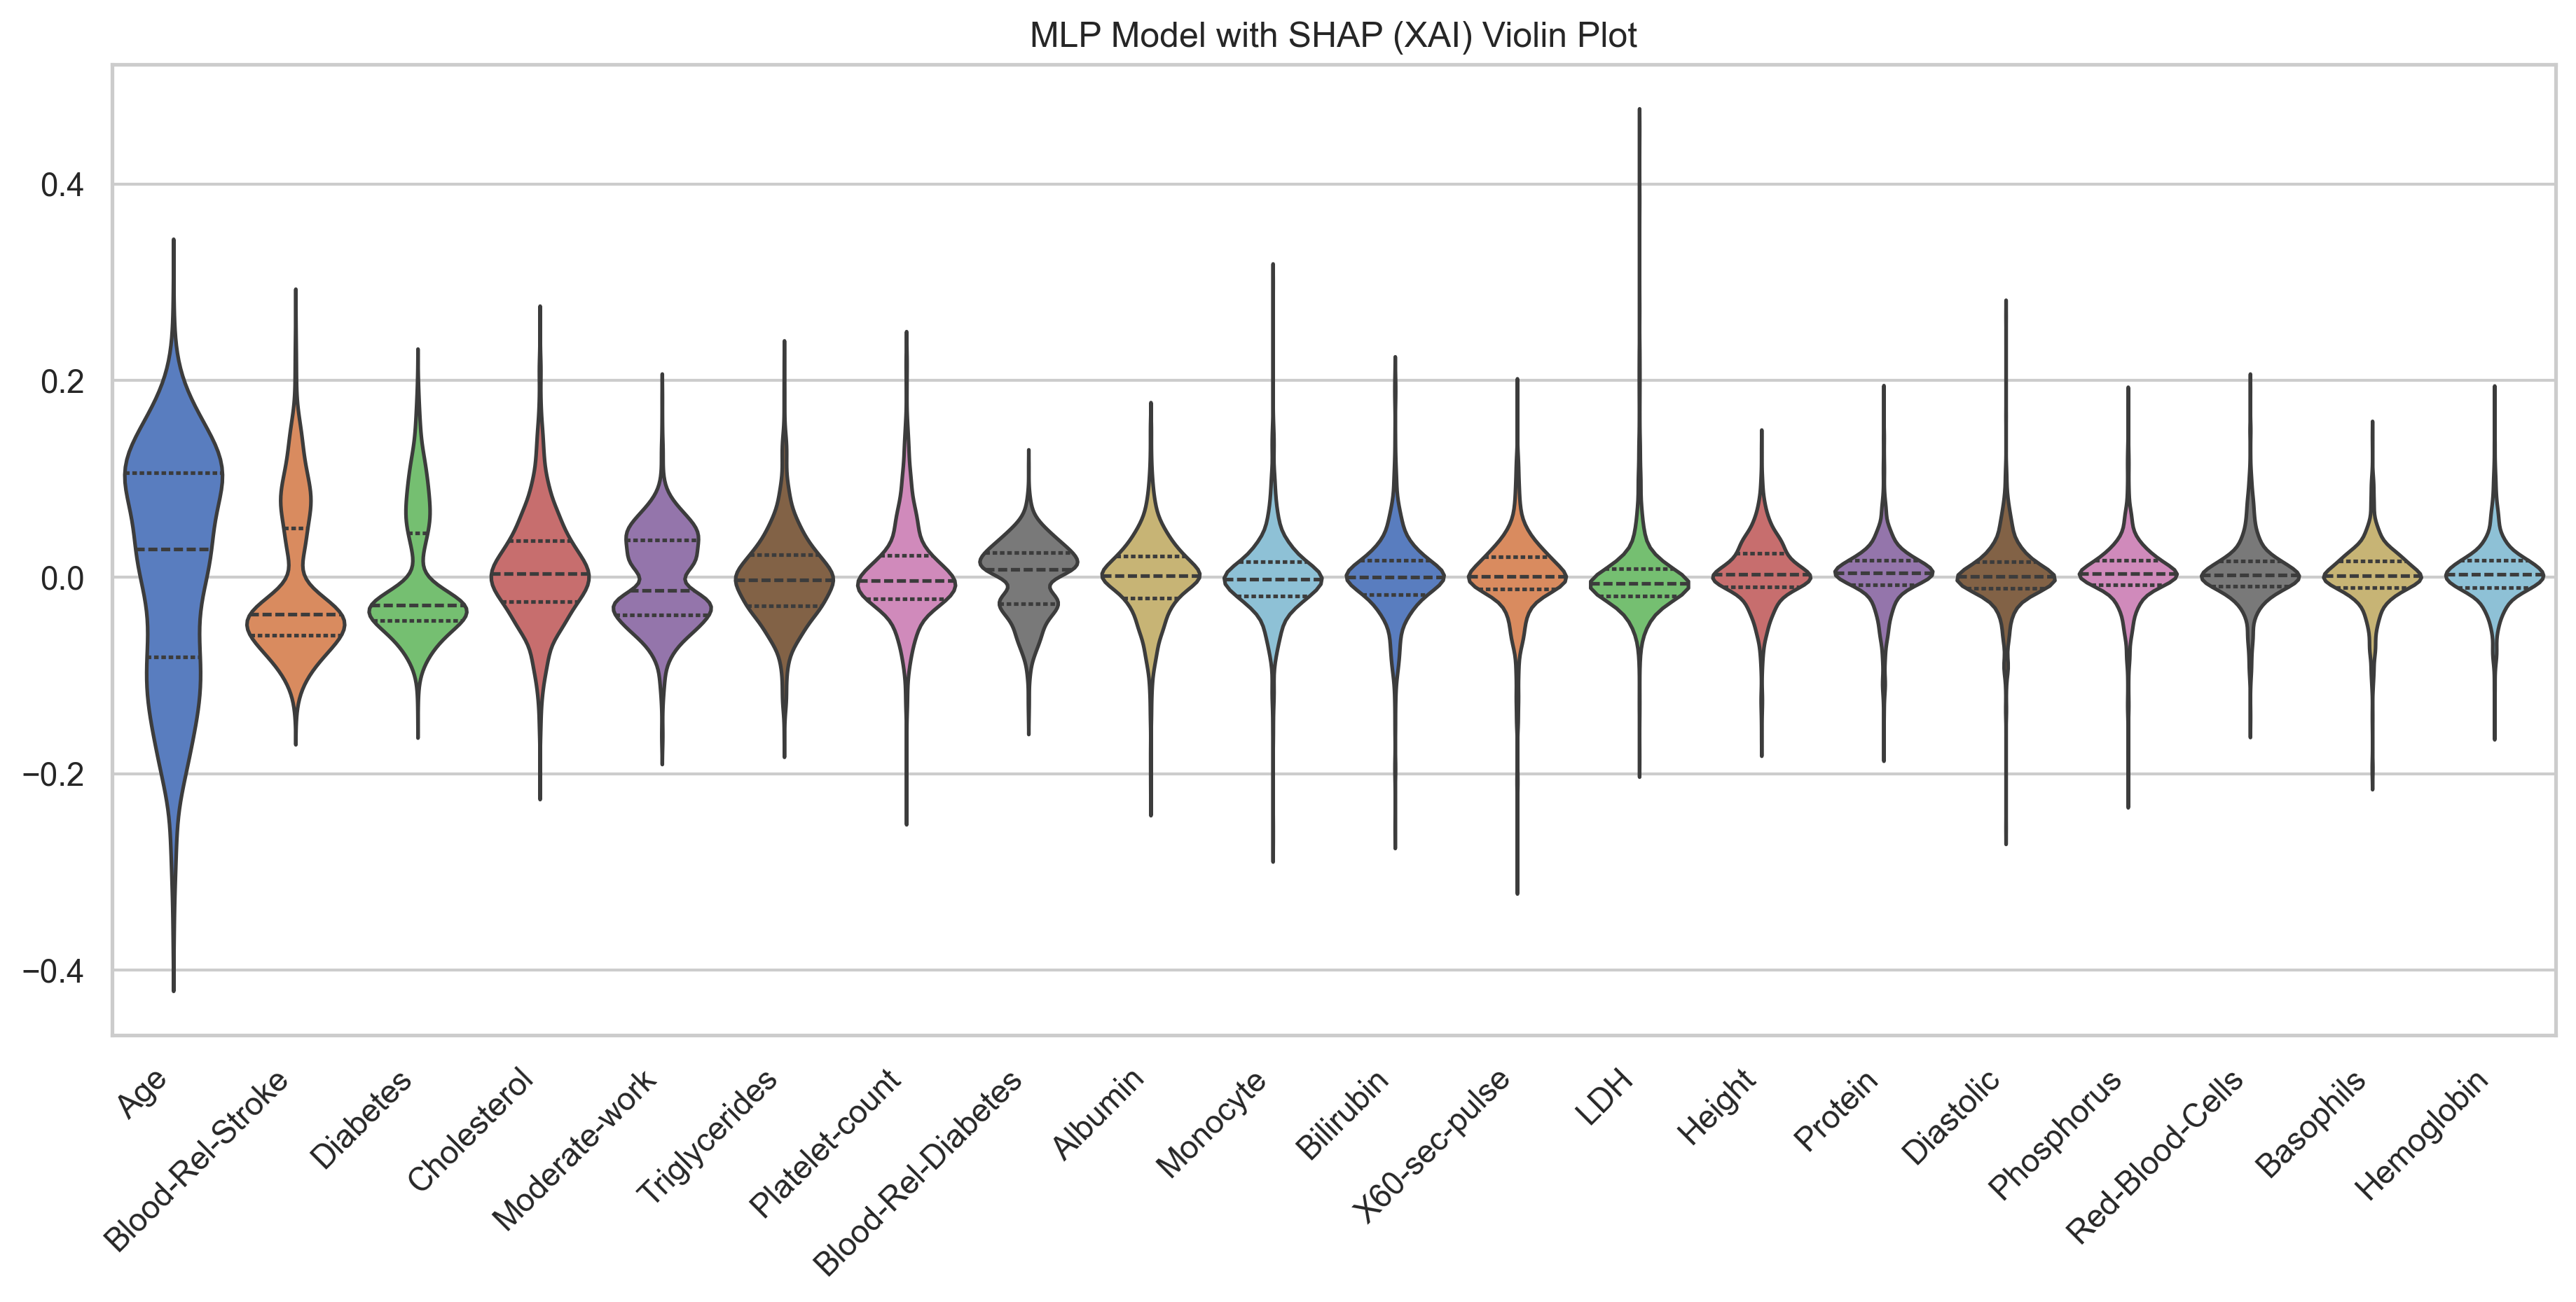 MLP Model with SHAP (XAI) Violin Plot
0.4
0.2
0.0
−0.2
−0.4
Age
Blood-Rel-Stroke
Diabetes
Cholesterol
Moderate-work
Triglycerides
Platelet-count
Blood-Rel-Diabetes
Albumin
Monocyte
Bilirubin
X60-sec-pulse
LDH
Height
Protein
Diastolic
Phosphorus
Red-Blood-Cells
Basophils
Hemoglobin